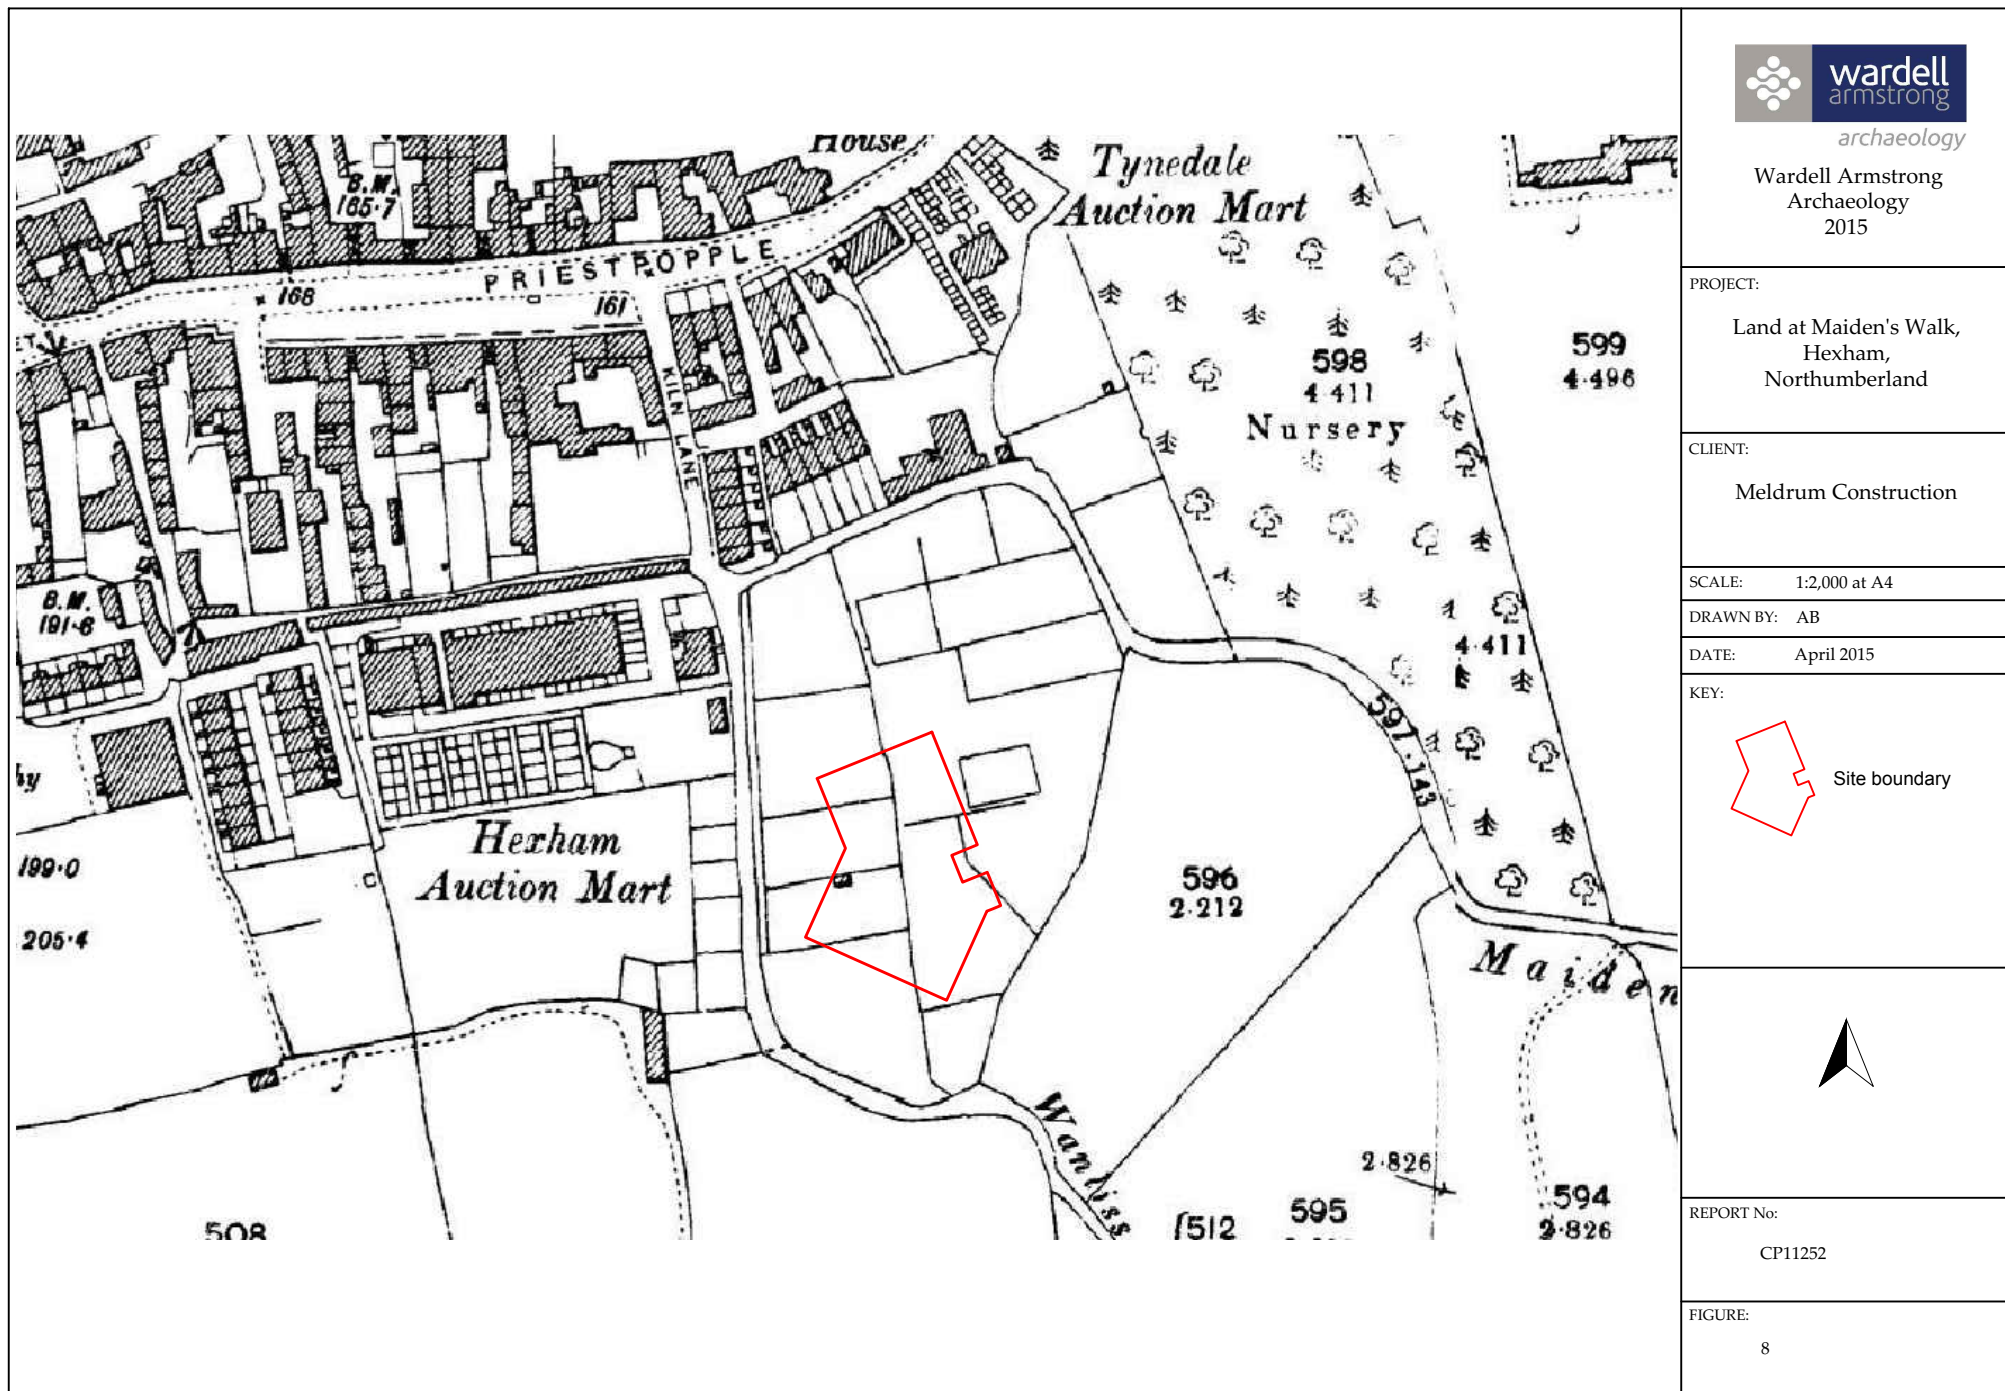 House
Tynedale
Auction Mart
B.M.
165·7
PRIESTPOPPLE
168
161
KILN LANE
598
4·411
Nursery
599
4·496
B.M.
191·6
4·411
597
·143
Hexham
Auction Mart
199·0
205·4
596
2·212
Maiden
Wanliss
2·826
508
[512
595
594
2·826
wardell
armstrong
archaeology
Wardell Armstrong
Archaeology
2015
PROJECT:
Land at Maiden's Walk,
Hexham,
Northumberland
CLIENT:
Meldrum Construction
SCALE: 1:2,000 at A4
DRAWN BY: AB
DATE: April 2015
KEY:
Site boundary
REPORT No:
CP11252
FIGURE:
8